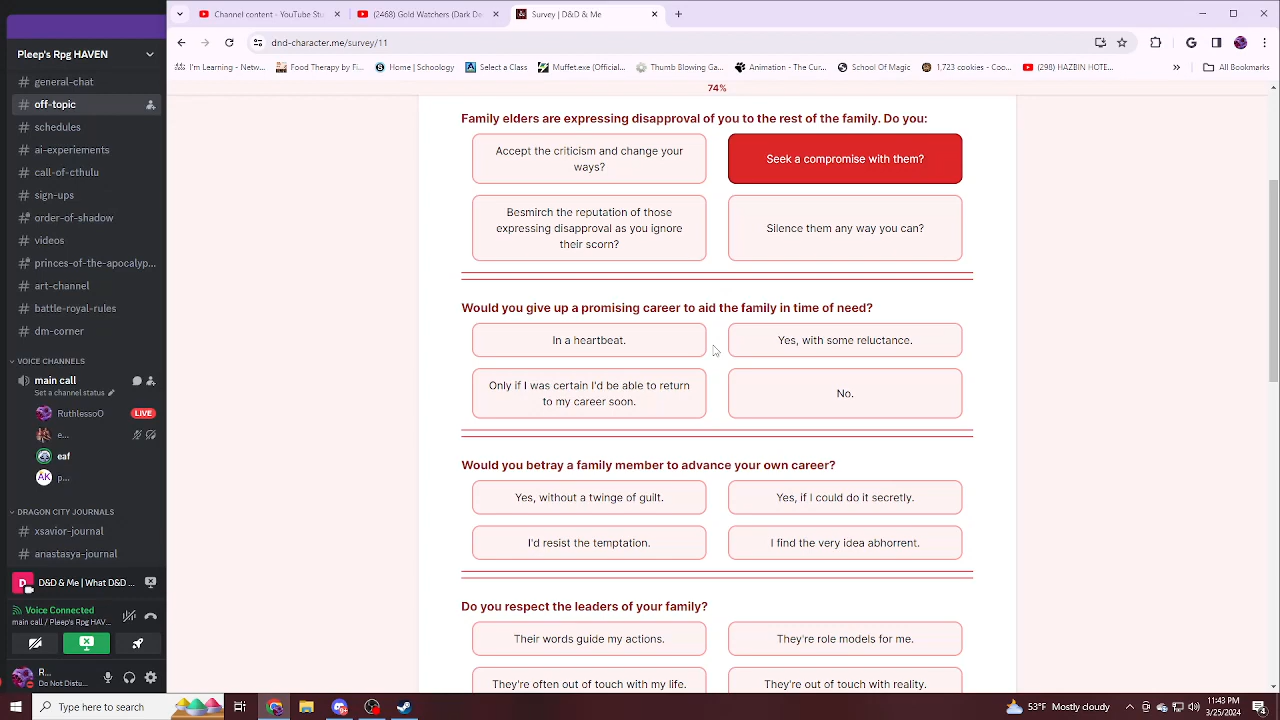 Channel content - YouTube Stu
(2468) Gold Watchers (Dark De
Survey | D&D & Me
dnd-character.me/survey/11
I'm Learning - Netw...
Food Therapy by Fi...
Home | Schoology
Select a Class
Muffet.exe(Official...
Thumb Blowing Ga...
Animation - The Cur...
School Of Magic
1,723 cookies - Coo...
(298) HAZBIN HOTE...
All Bookmarks
Pleep's Rpg HAVEN
general-chat
off-topic
schedules
ai-experiements
call-of-cthulu
sign-ups
order-of-shadow
videos
princes-of-the-apocalyp...
art-channel
battle-royal-rules
dm-corner
VOICE CHANNELS
main call
Set a channel status
RuthlessoO
LIVE
e...
eaf
AK
p...
DRAGON CITY JOURNALS
xsavior-journal
anastasya-journal
D
D&D & Me | What D&D ...
Voice Connected
main call / Pleep's Rpg HAV...
R...
Do Not Distu...
74%
Family elders are expressing disapproval of you to the rest of the family. Do you:
Accept the criticism and change your
ways?
Seek a compromise with them?
Besmirch the reputation of those
expressing disapproval as you ignore
their scorn?
Silence them any way you can?
Would you give up a promising career to aid the family in time of need?
In a heartbeat.
Yes, with some reluctance.
Only if I was certain I'd be able to return
to my career soon.
No.
Would you betray a family member to advance your own career?
Yes, without a twinge of guilt.
Yes, if I could do it secretly.
I'd resist the temptation.
I find the very idea abhorrent.
Do you respect the leaders of your family?
Their words guide my actions.
They're role models for me.
They're often out of touch with my life.
They're out of touch with reality.
Type here to search
53°F Mostly cloudy
11:43 PM
3/25/2024